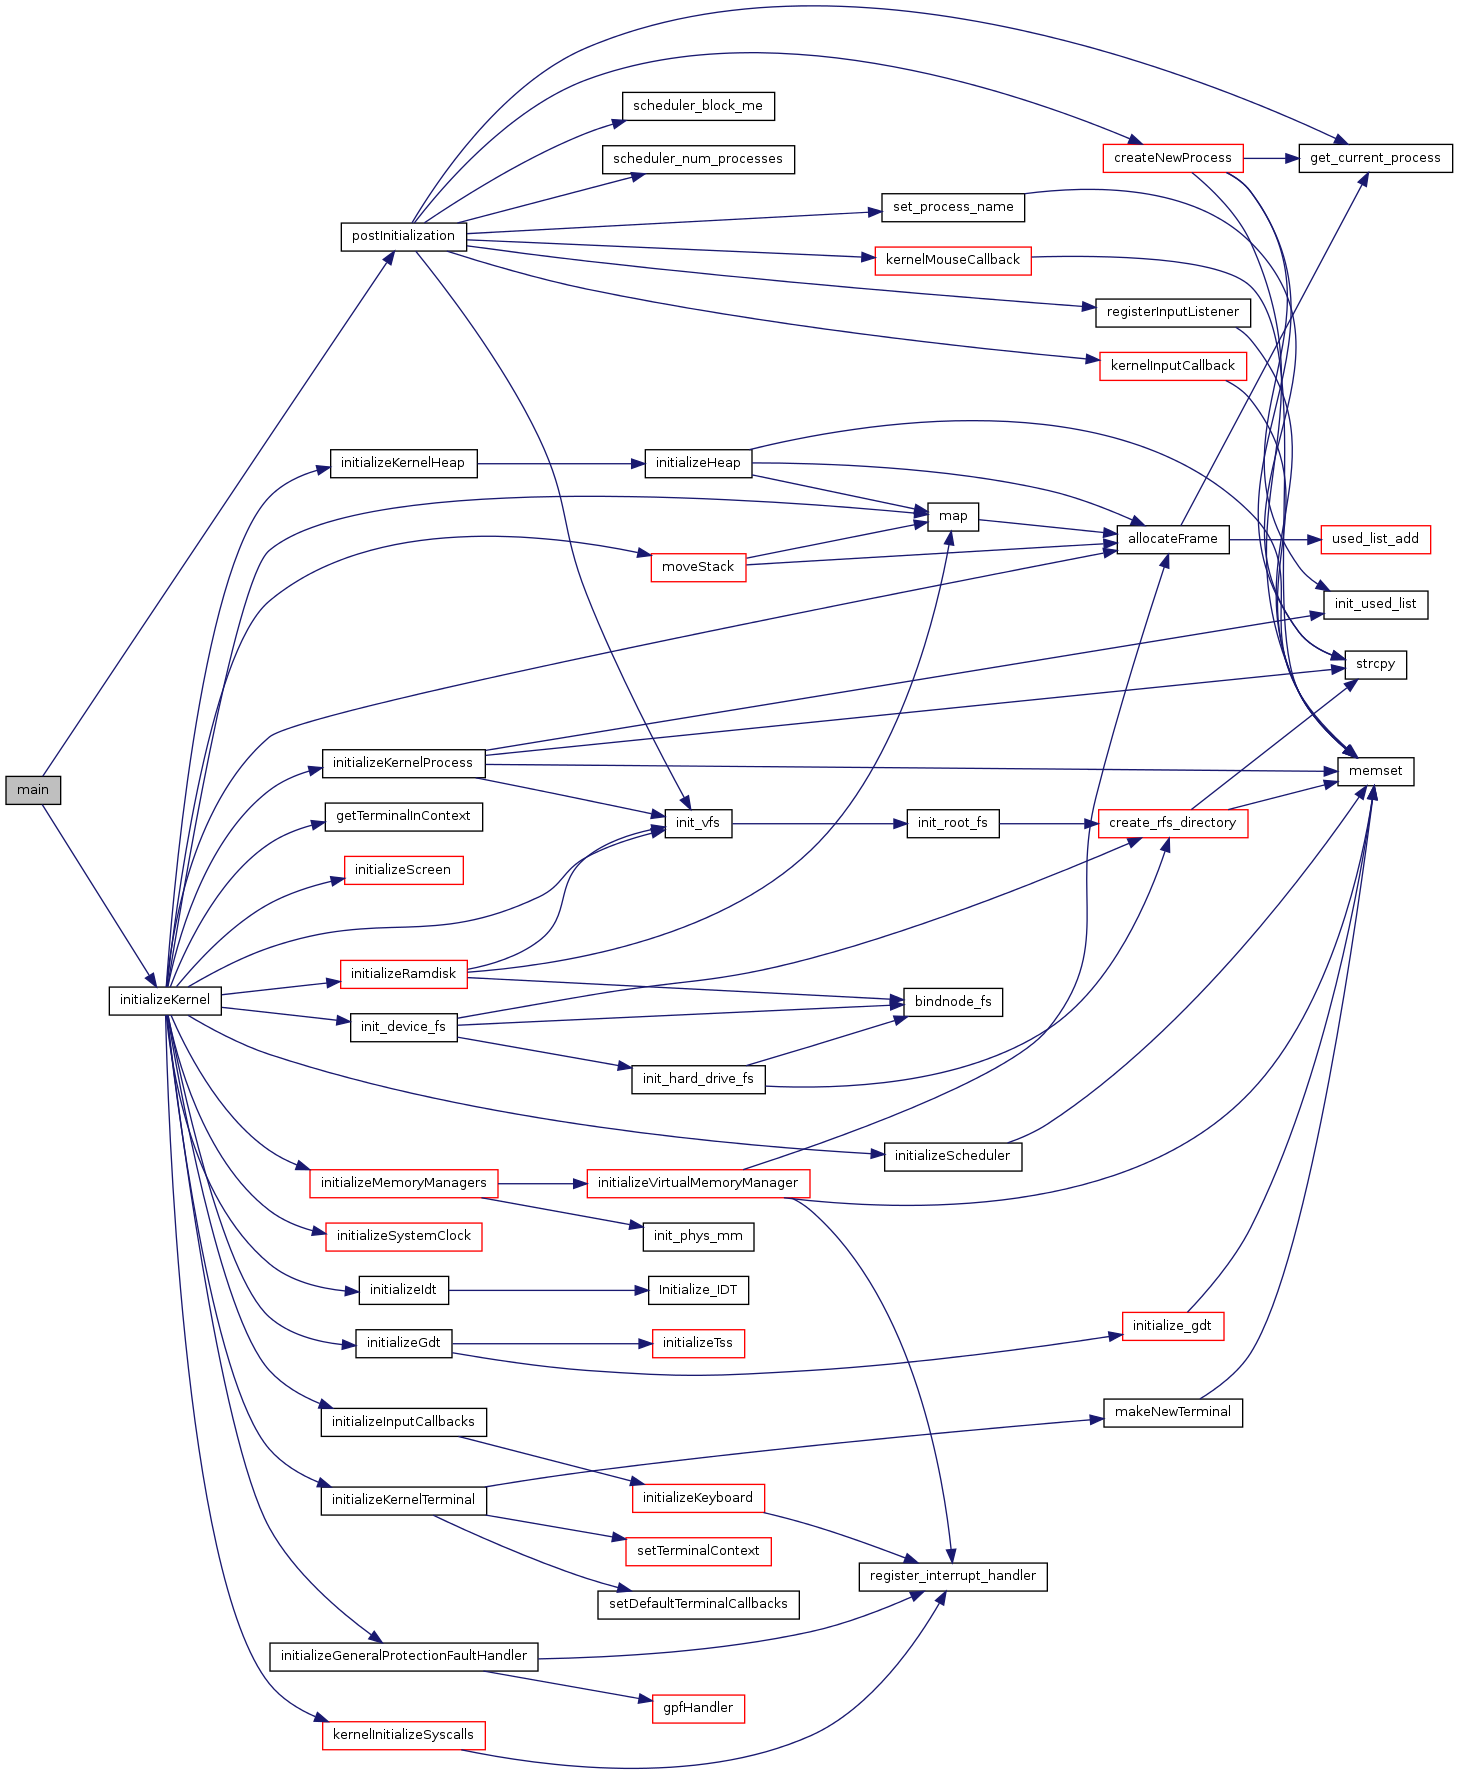 scheduler_block_me
scheduler_num_processes
createNewProcess
get_current_process
set_process_name
postInitialization
kernelMouseCallback
registerInputListener
kernelInputCallback
initializeKernelHeap
initializeHeap
map
allocateFrame
used_list_add
moveStack
init_used_list
strcpy
initializeKernelProcess
memset
main
getTerminalInContext
init_vfs
init_root_fs
create_rfs_directory
initializeScreen
initializeRamdisk
initializeKernel
bindnode_fs
init_device_fs
init_hard_drive_fs
initializeScheduler
initializeMemoryManagers
initializeVirtualMemoryManager
initializeSystemClock
init_phys_mm
initializeIdt
Initialize_IDT
initialize_gdt
initializeGdt
initializeTss
makeNewTerminal
initializeInputCallbacks
initializeKernelTerminal
initializeKeyboard
setTerminalContext
register_interrupt_handler
setDefaultTerminalCallbacks
initializeGeneralProtectionFaultHandler
gpfHandler
kernelInitializeSyscalls